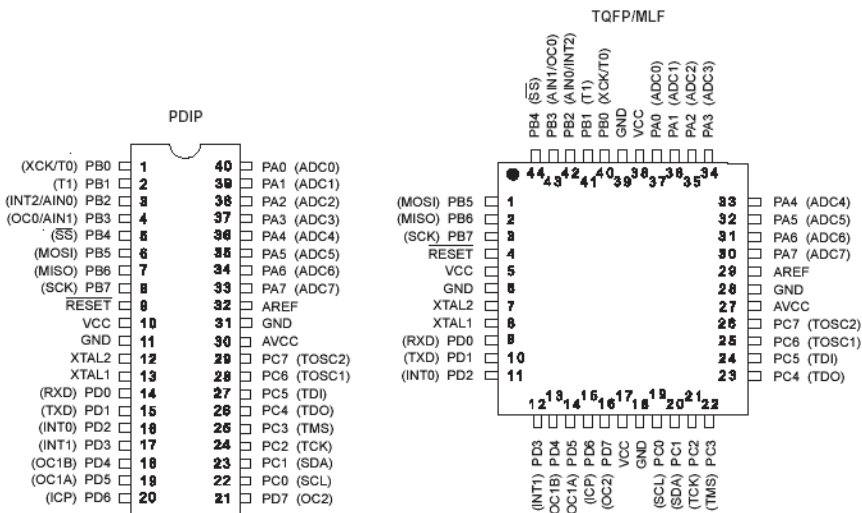 PDIP
(XCK/T0) PB0 1 40 PA0 (ADC0)
(T1) PB1 2 39 PA1 (ADC1)
(INT2/AIN0) PB2 3 38 PA2 (ADC2)
(OC0/AIN1) PB3 4 37 PA3 (ADC3)
(SS) PB4 5 36 PA4 (ADC4)
(MOSI) PB5 6 35 PA5 (ADC5)
(MISO) PB6 7 34 PA6 (ADC6)
(SCK) PB7 8 33 PA7 (ADC7)
RESET 9 32 AREF
VCC 10 31 GND
GND 11 30 AVCC
XTAL2 12 29 PC7 (TOSC2)
XTAL1 13 28 PC6 (TOSC1)
(RXD) PD0 14 27 PC5 (TDI)
(TXD) PD1 15 26 PC4 (TDO)
(INT0) PD2 16 25 PC3 (TMS)
(INT1) PD3 17 24 PC2 (TCK)
(OC1B) PD4 18 23 PC1 (SDA)
(OC1A) PD5 19 22 PC0 (SCL)
(ICP) PD6 20 21 PD7 (OC2)
TQFP/MLF
PB4 (SS)
PB3 (AIN1/OC0)
PB2 (AIN0/INT2)
PB1 (T1)
PB0 (XCK/T0)
GND
VCC
PA0 (ADC0)
PA1 (ADC1)
PA2 (ADC2)
PA3 (ADC3)
44 43 42 41 40 39 38 37 36 35 34
(MOSI) PB5 1 33 PA4 (ADC4)
(MISO) PB6 2 32 PA5 (ADC5)
(SCK) PB7 3 31 PA6 (ADC6)
RESET 4 30 PA7 (ADC7)
VCC 5 29 AREF
GND 6 28 GND
XTAL2 7 27 AVCC
XTAL1 8 26 PC7 (TOSC2)
(RXD) PD0 9 25 PC6 (TOSC1)
(TXD) PD1 10 24 PC5 (TDI)
(INT0) PD2 11 23 PC4 (TDO)
12 13 14 15 16 17 18 19 20 21 22
(INT1) PD3
OC1B) PD4
OC1A) PD5
(ICP) PD6
(OC2) PD7
VCC
GND
(SCL) PC0
(SDA) PC1
(TCK) PC2
(TMS) PC3